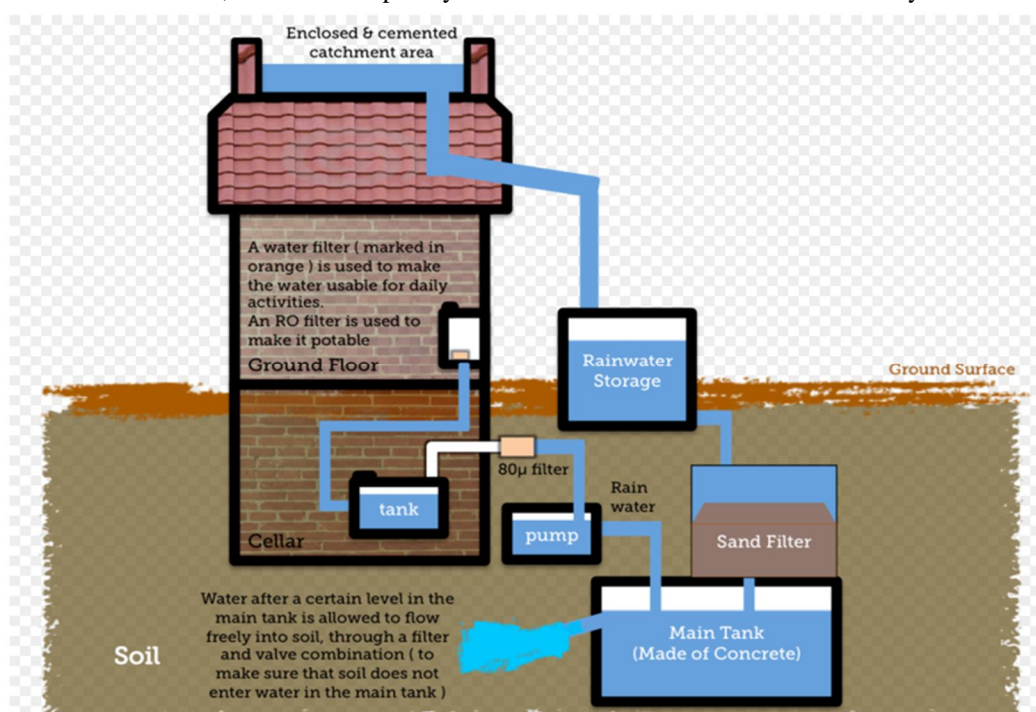 Enclosed & cemented
catchment area
A water filter ( marked in
orange ) is used to make
the water usable for daily
activities.
An RO filter is used to
make it potable
Ground Floor
Rainwater
Storage
Ground Surface
80µ filter
tank
Cellar
pump
Rain
water
Sand Filter
Water after a certain level in the
main tank is allowed to flow
freely into soil, through a filter
and valve combination ( to
make sure that soil does not
enter water in the main tank )
Soil
Main Tank
(Made of Concrete)